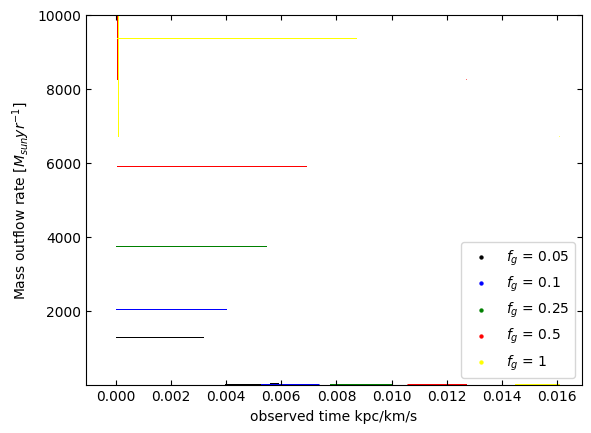 10000
8000
6000
4000
2000
Mass outflow rate [$M_{sun}yr^{-1}$]
0.000 0.002 0.004 0.006 0.008 0.010 0.012 0.014 0.016
observed time kpc/km/s
$f_g$ = 0.05
$f_g$ = 0.1
$f_g$ = 0.25
$f_g$ = 0.5
$f_g$ = 1